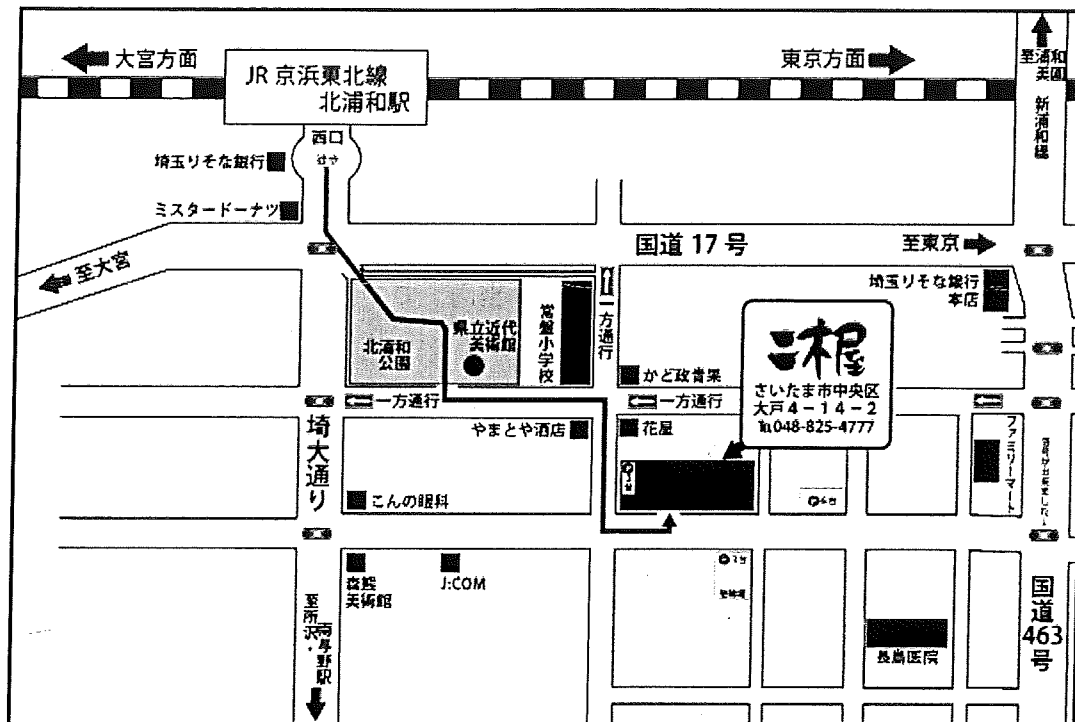 大宮方面
JR 京浜東北線
北浦和駅
東京方面
至浦和
美園
新浦和線
西口
埼玉りそな銀行
ミスタードーナツ
国道 17 号
至東京
至大宮
埼玉りそな銀行
本店
一方通行
常盤小学校
県立近代
美術館
北浦和
公園
かど政青果
さいたま市中央区
大戸4-14-2
℡048-825-4777
一方通行
一方通行
やまとや酒店
花屋
埼大通り
ファミリーマート
こんの眼科
森鰹
美術館
J:COM
至所沢・
南与野駅
国道
463
号
長島医院